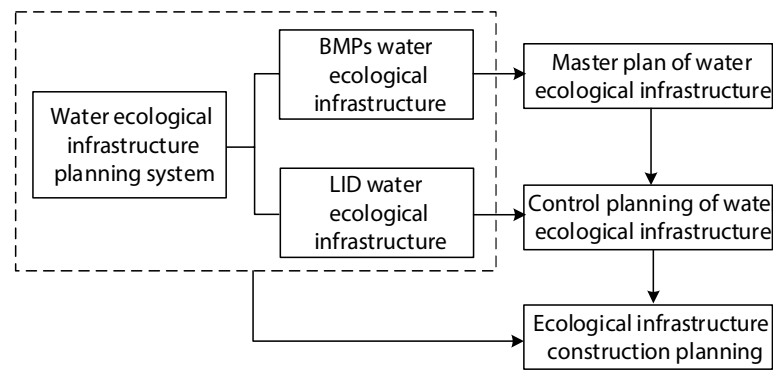 BMPs water
ecological
infrastructure
Master plan of water
ecological infrastructure
Water ecological
infrastructure
planning system
LID water
ecological
infrastructure
Control planning of wate
ecological infrastructure
Ecological infrastructure
construction planning